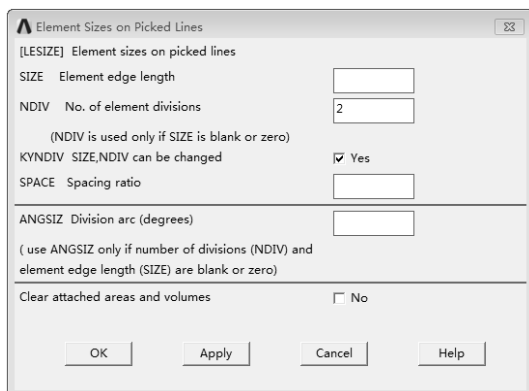 Element Sizes on Picked Lines
[LESIZE] Element sizes on picked lines
SIZE Element edge length
NDIV No. of element divisions 2
(NDIV is used only if SIZE is blank or zero)
KYNDIV SIZE,NDIV can be changed Yes
SPACE Spacing ratio
ANGSIZ Division arc (degrees)
( use ANGSIZ only if number of divisions (NDIV) and
element edge length (SIZE) are blank or zero)
Clear attached areas and volumes No
OK Apply Cancel Help